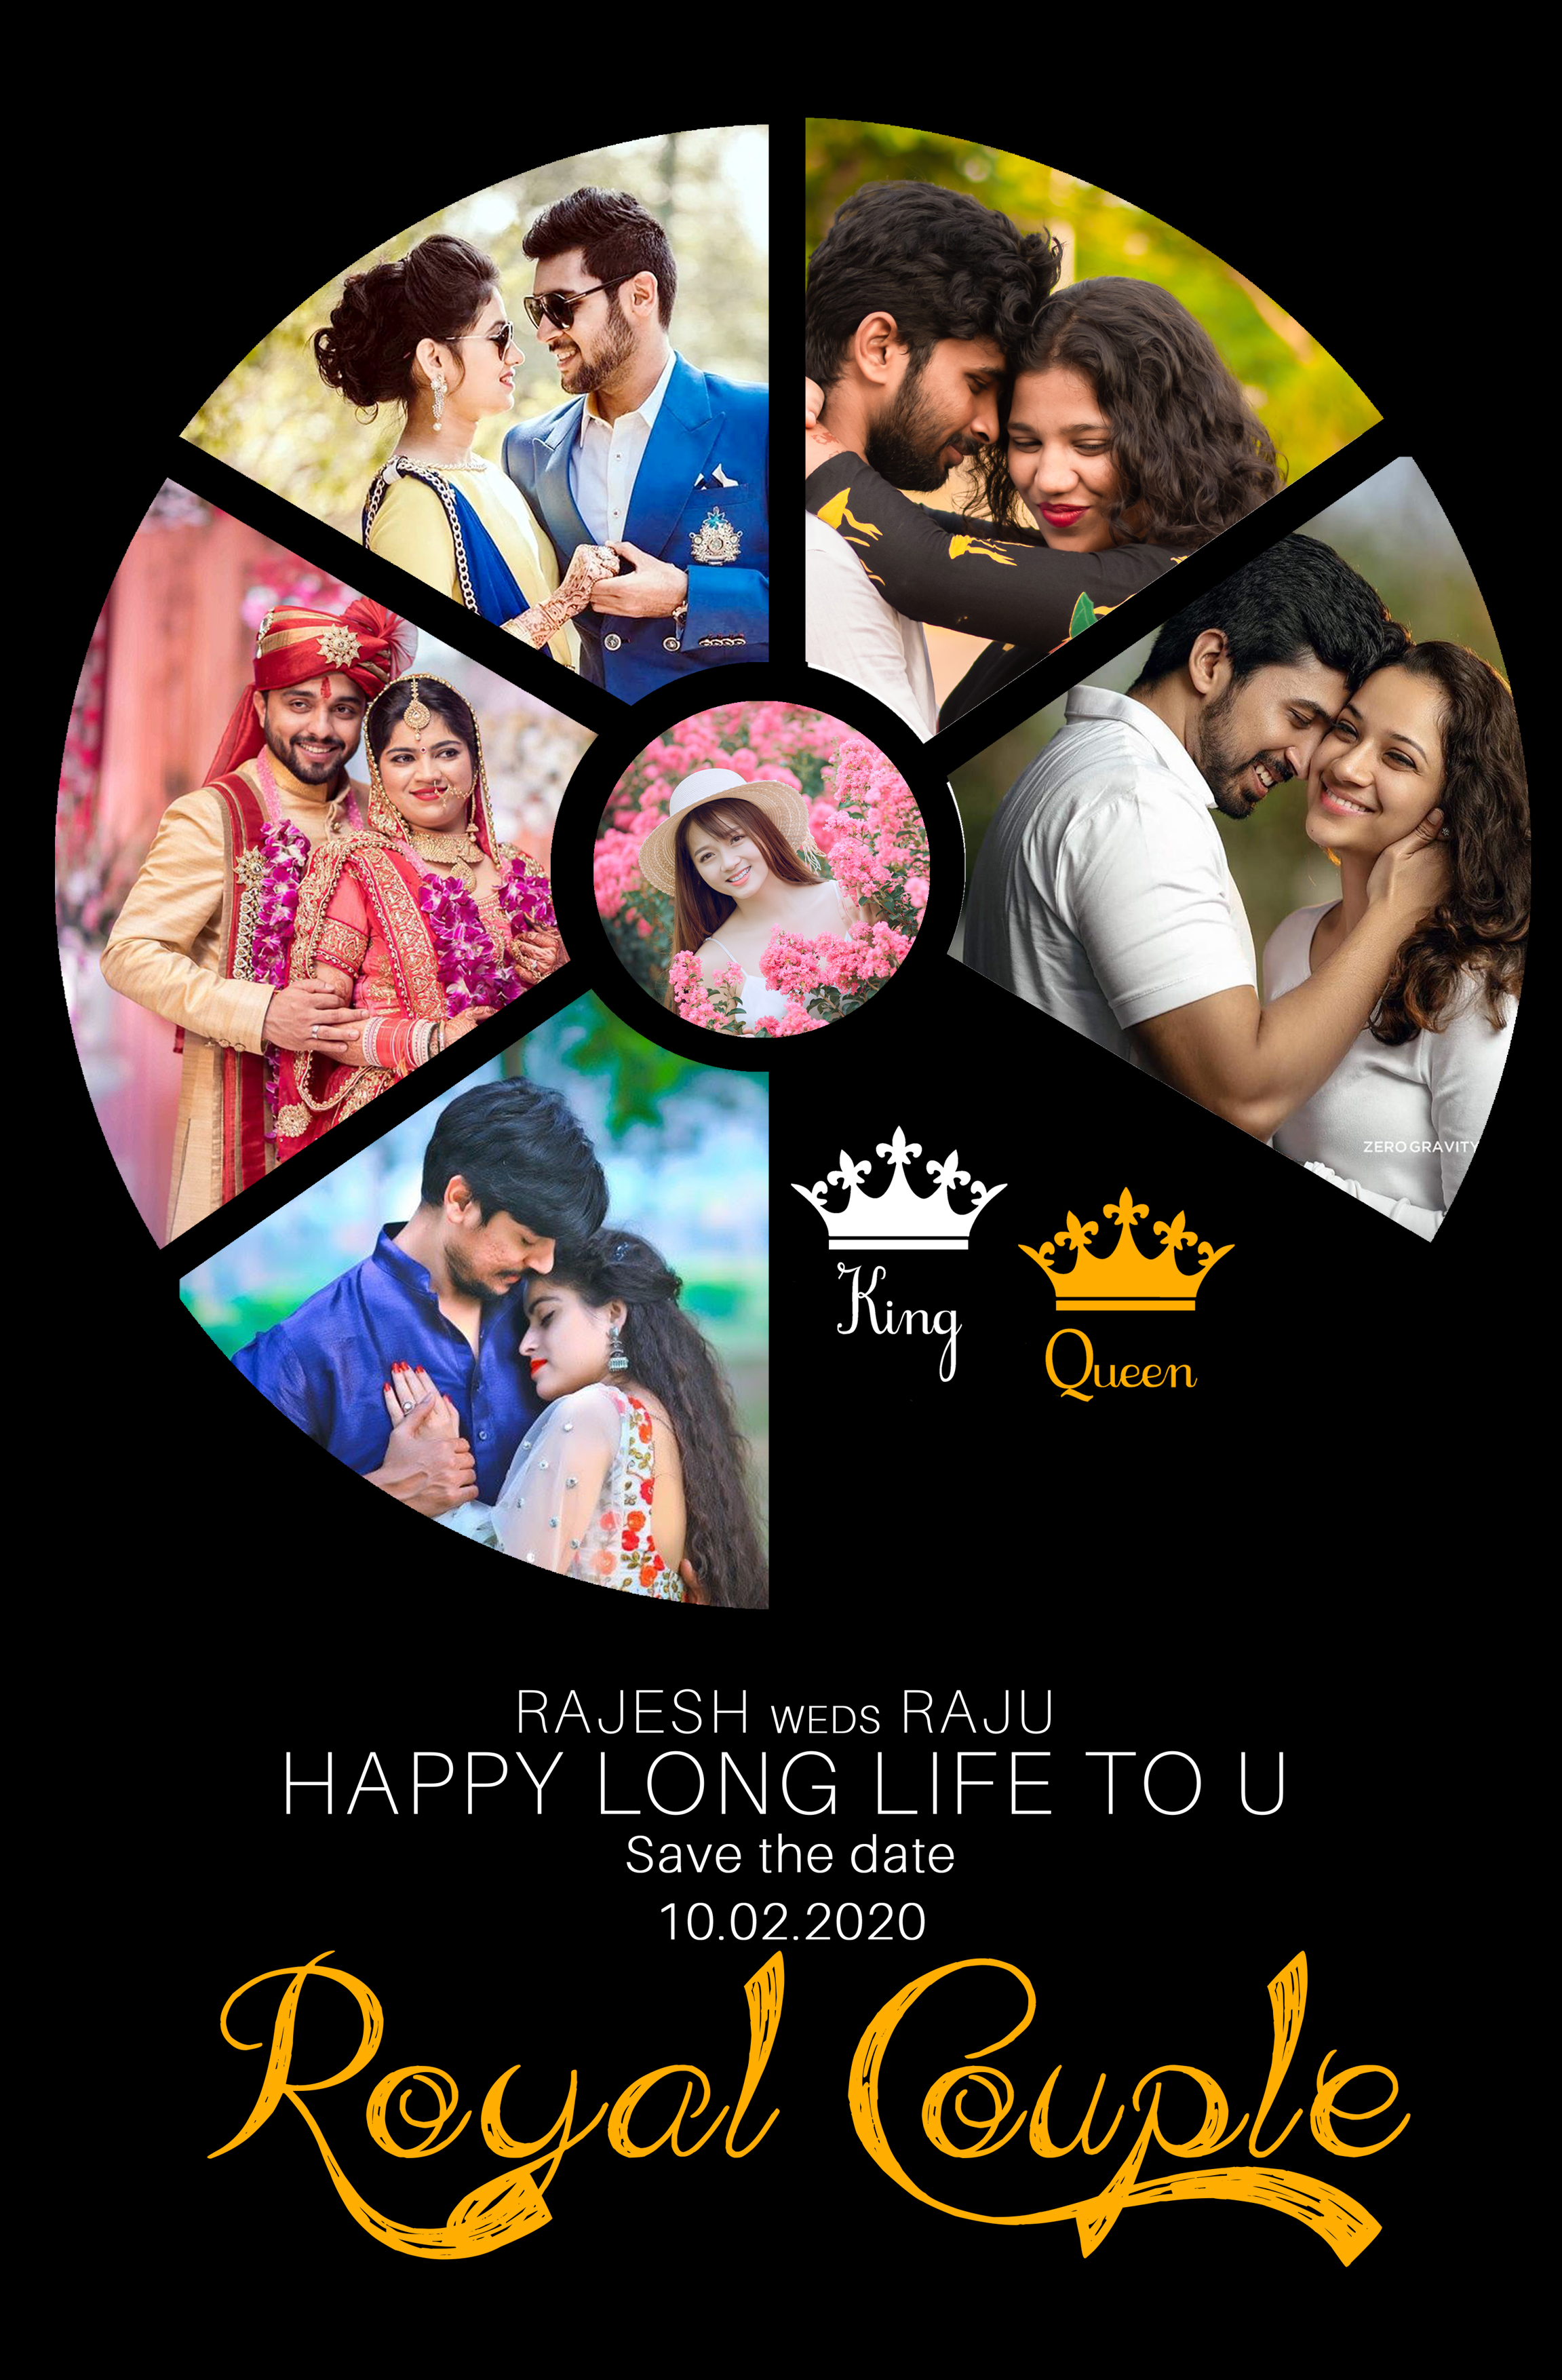 ZEROGRAVITY
King
Queen
RAJESH WEDS RAJU
HAPPY LONG LIFE TO U
Save the date
10.02.2020
Royal Couple